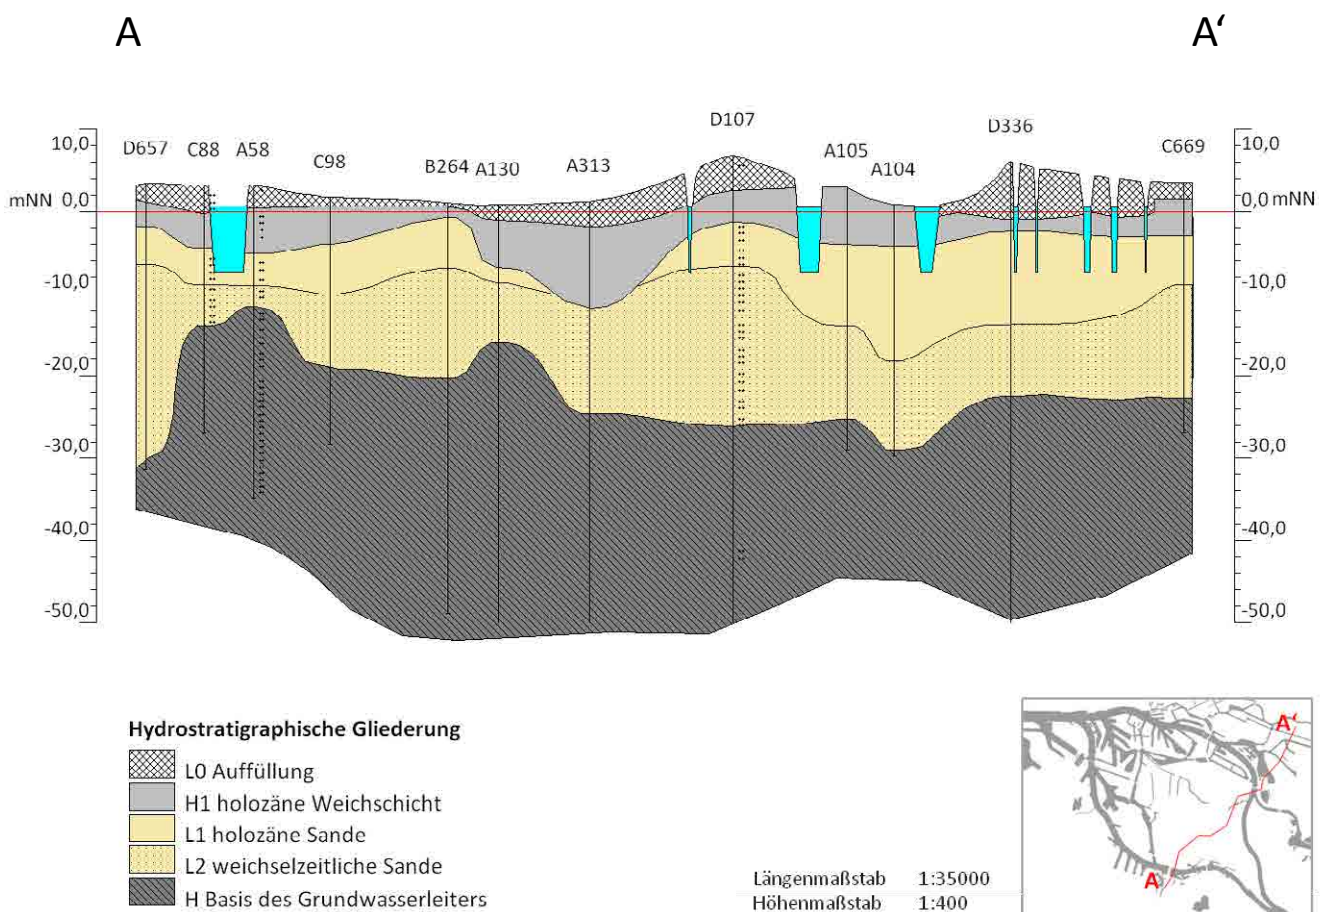 A A‘
D107
D336
D657 C88 A58 C98 B264 A130 A313 A105 A104 C669
10,0 10,0
mNN 0,0 0,0 mNN
-10,0 -10,0
-20,0 -20,0
-30,0 -30,0
-40,0 -40,0
-50,0 -50,0
Hydrostratigraphische Gliederung
L0 Auffüllung
H1 holozäne Weichschicht
L1 holozäne Sande
L2 weichselzeitliche Sande
H Basis des Grundwasserleiters
Längenmaßstab 1:35000
Höhenmaßstab 1:400
A‘
A